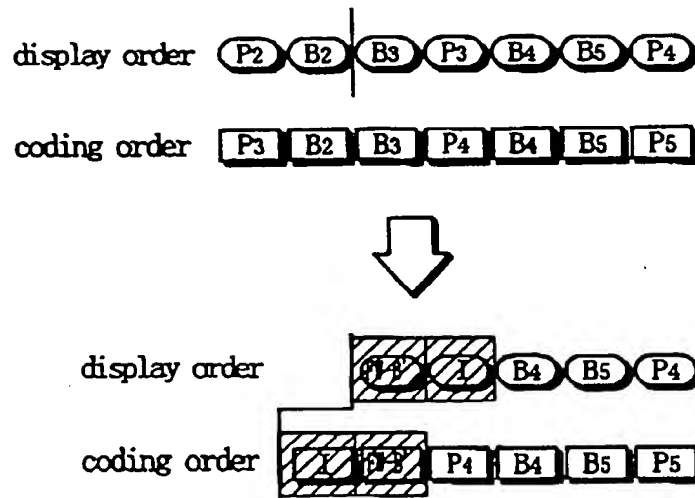 display order P2 B2 B3 P3 B4 B5 P4
coding order P3 B2 B3 P4 B4 B5 P5
display order I B4 B5 P4
coding order I P4 B4 B5 P5